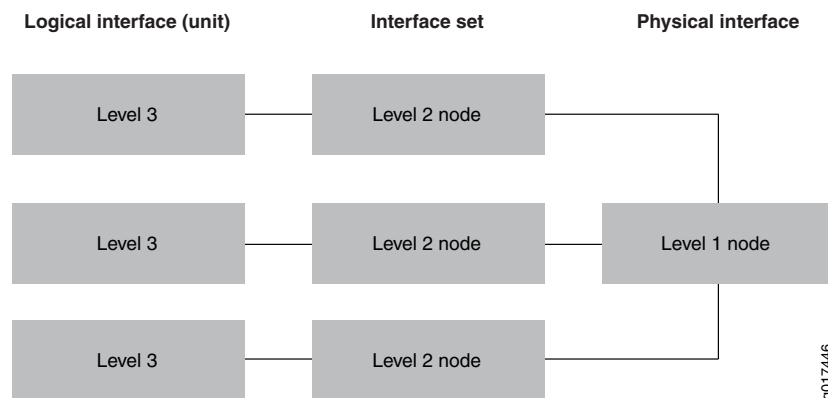 Logical interface (unit) Interface set Physical interface
Level 3 Level 2 node
Level 3 Level 2 node Level 1 node
Level 3 Level 2 node
g017446